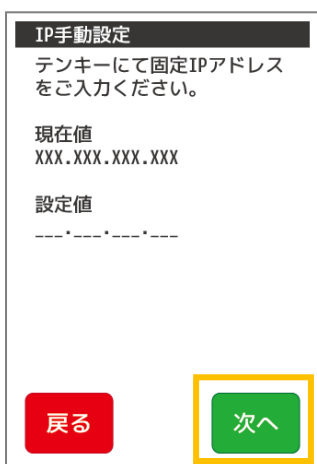 IP手動設定
テンキーにて固定IPアドレス
をご入力ください。
現在値
XXX.XXX.XXX.XXX
設定値
___.___.___.___
戻る
次へ